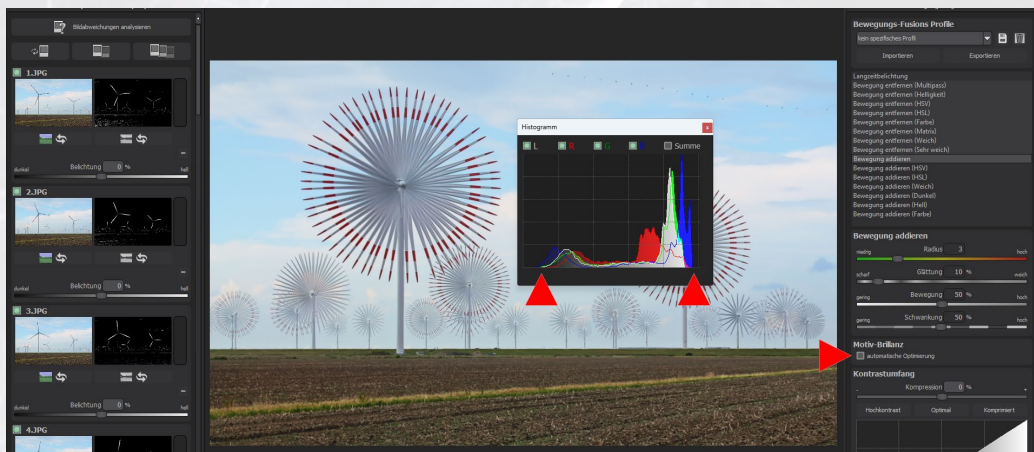 Bildabweichungen analysieren
1.JPG
dunkel Belichtung 0 % hell
2.JPG
dunkel Belichtung 0 % hell
3.JPG
dunkel Belichtung 0 % hell
4.JPG
Histogramm x
L R G Summe
Bewegungs-Fusions Profile
kein spezifisches Profil
Importieren Exportieren
Langzeitbelichtung
Bewegung entfernen (Multipass)
Bewegung entfernen (Helligkeit)
Bewegung entfernen (HSV)
Bewegung entfernen (HSL)
Bewegung entfernen (Farbe)
Bewegung entfernen (Matrix)
Bewegung entfernen (Weich)
Bewegung entfernen (Sehr weich)
Bewegung addieren
Bewegung addieren (HSV)
Bewegung addieren (HSL)
Bewegung addieren (Weich)
Bewegung addieren (Dunkel)
Bewegung addieren (Hell)
Bewegung addieren (Farbe)
Bewegung addieren
niedrig Radius 3 hoch
scharf Glättung 10 % weich
gering Bewegung 50 % hoch
gering Schwankung 50 % hoch
Motiv-Brillanz
automatische Optimierung
Kontrastumfang
- Kompression 0 % +
Hochkontrast Optimal Komprimiert